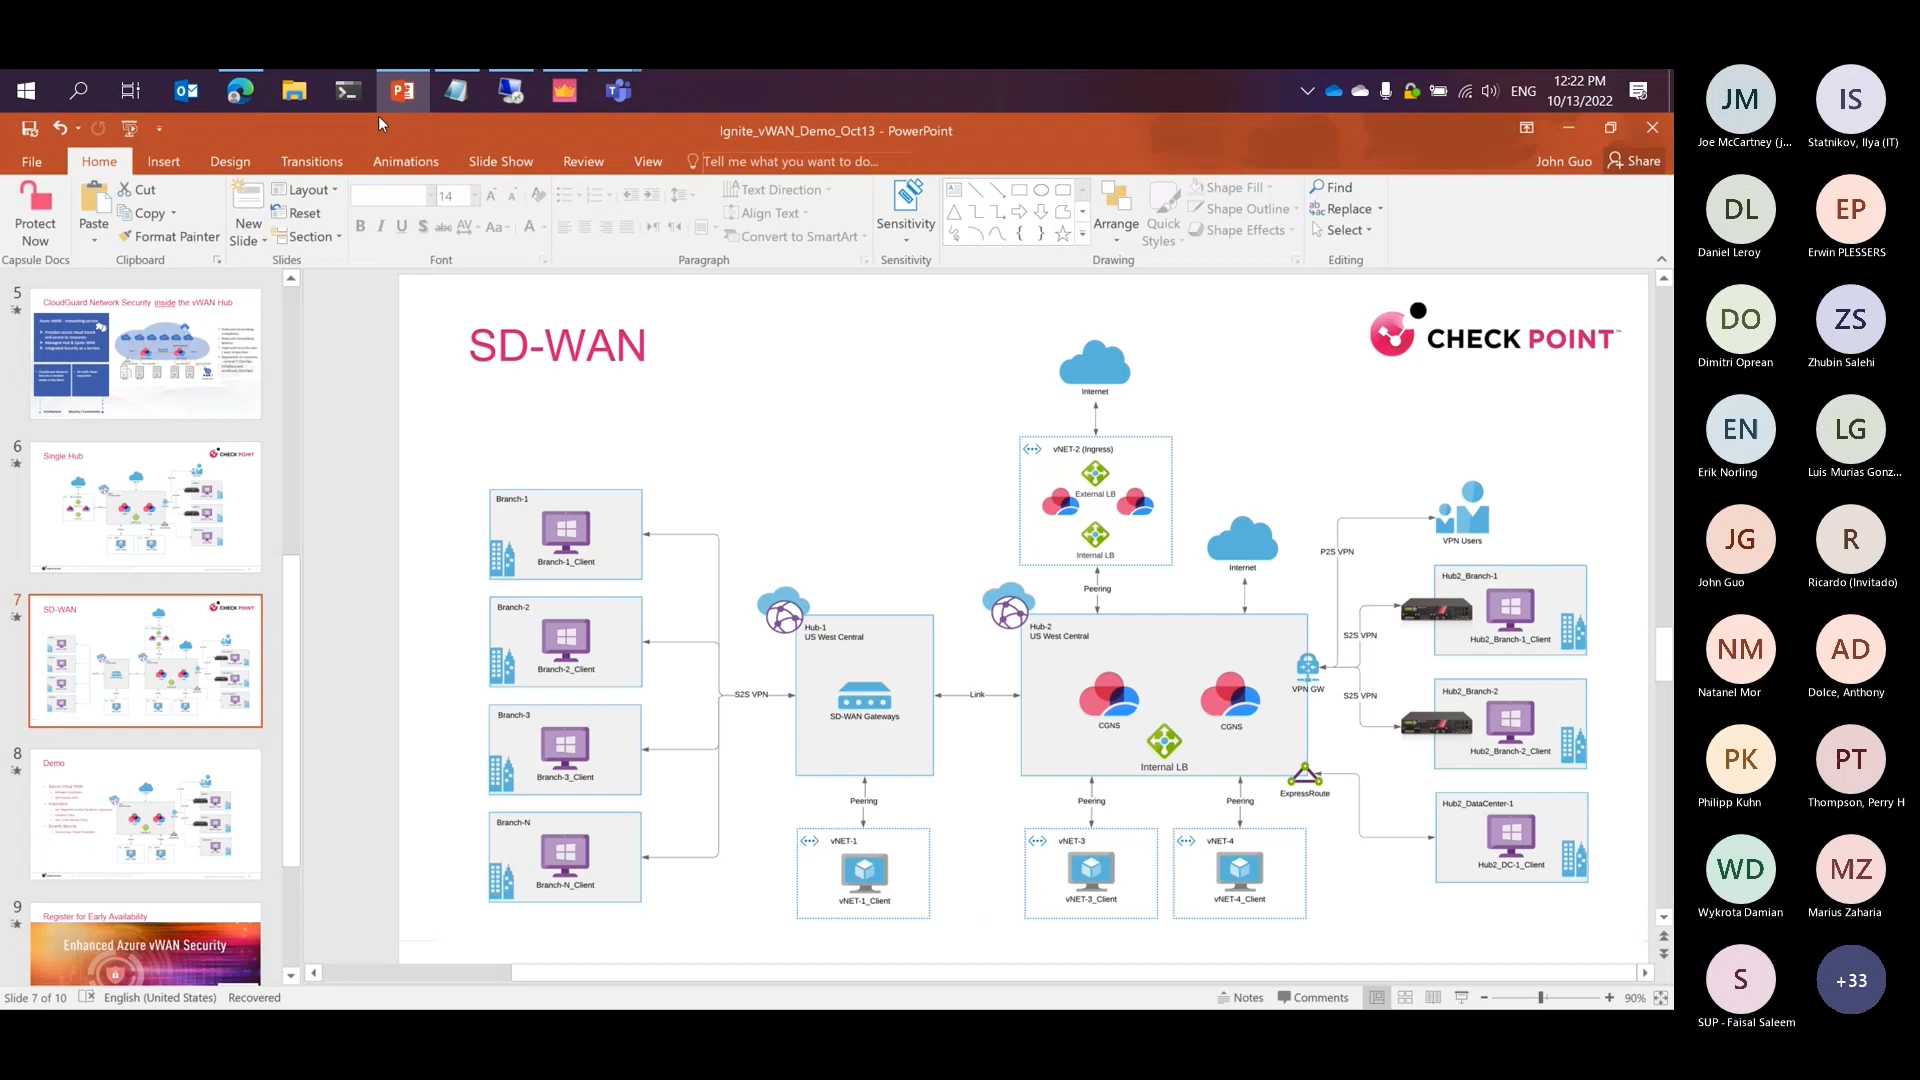 ENG
12:22 PM
10/13/2022
Ignite_vWAN_Demo_Oct13 - PowerPoint
File
Home
Insert
Design
Transitions
Animations
Slide Show
Review
View
Tell me what you want to do...
John Guo
Share
Protect
Now
Capsule Docs
Paste
Cut
Copy
Format Painter
Clipboard
New
Slide
Layout
Reset
Section
Slides
14
B I U S abc AV Aa A
Font
Text Direction
Align Text
Convert to SmartArt
Paragraph
Sensitivity
Sensitivity
Arrange
Quick
Styles
Shape Fill
Shape Outline
Shape Effects
Drawing
Find
Replace
Select
Editing
5
CloudGuard Network Security inside the vWAN Hub
6
Single Hub
CHECK POINT
7
SD-WAN
CHECK POINT
8
Demo
9
Register for Early Availability
Enhanced Azure vWAN Security
SD-WAN
CHECK POINT
Internet
vNET-2 (Ingress)
External LB
Internal LB
Peering
Internet
Branch-1
Branch-1_Client
Branch-2
Branch-2_Client
Branch-3
Branch-3_Client
Branch-N
Branch-N_Client
S2S VPN
Hub-1
US West Central
SD-WAN Gateways
Link
Hub-2
US West Central
CGNS
CGNS
Internal LB
VPN GW
ExpressRoute
P2S VPN
S2S VPN
S2S VPN
VPN Users
Hub2_Branch-1
Hub2_Branch-1_Client
Hub2_Branch-2
Hub2_Branch-2_Client
Hub2_DataCenter-1
Hub2_DC-1_Client
Peering
Peering
Peering
vNET-1
vNET-1_Client
vNET-3
vNET-3_Client
vNET-4
vNET-4_Client
Slide 7 of 10
English (United States)
Recovered
Notes
Comments
90%
JM
Joe McCartney (j...
IS
Statnikov, Ilya (IT)
DL
Daniel Leroy
EP
Erwin PLESSERS
DO
Dimitri Oprean
ZS
Zhubin Salehi
EN
Erik Norling
LG
Luis Murias Gonz...
JG
John Guo
R
Ricardo (Invitado)
NM
Natanel Mor
AD
Dolce, Anthony
PK
Philipp Kuhn
PT
Thompson, Perry H
WD
Wykrota Damian
MZ
Marius Zaharia
S
SUP - Faisal Saleem
+33